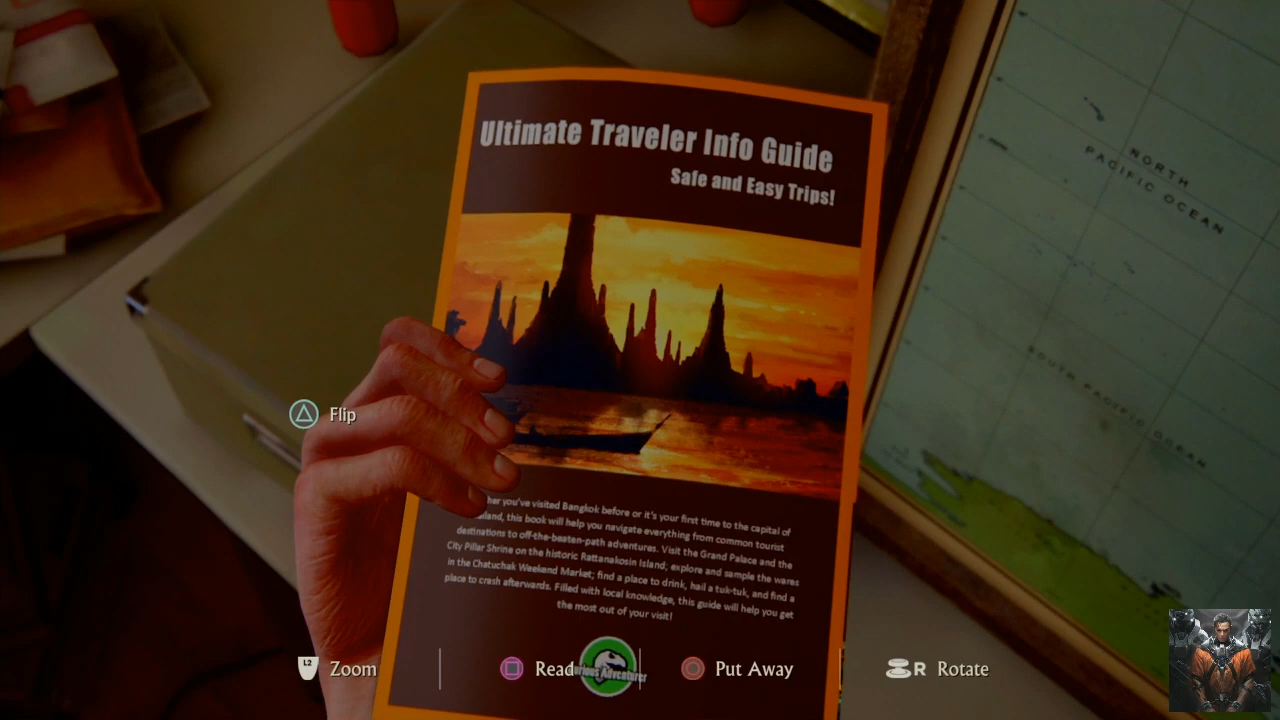 Ultimate Traveler Info Guide
Safe and Easy Trips!
NORTH
PACIFIC OCEAN
SOUTH PACIFIC OCEAN
Flip
you've visited Bangkok before or it's your first time to the capital of
this book will help you navigate everything from common tourist
destinations to off-the-beaten-path adventures. Visit the Grand Palace and the
City Pillar Shrine on the historic Rattanakosin Island; explore and sample the wares
in the Chatuchak Weekend Market; find a place to drink, hail a tuk-tuk, and find a
place to crash afterwards. Filled with local knowledge, this guide will help you get
the most out of your visit!
L2 Zoom
Read
Adventurer
Put Away
R Rotate